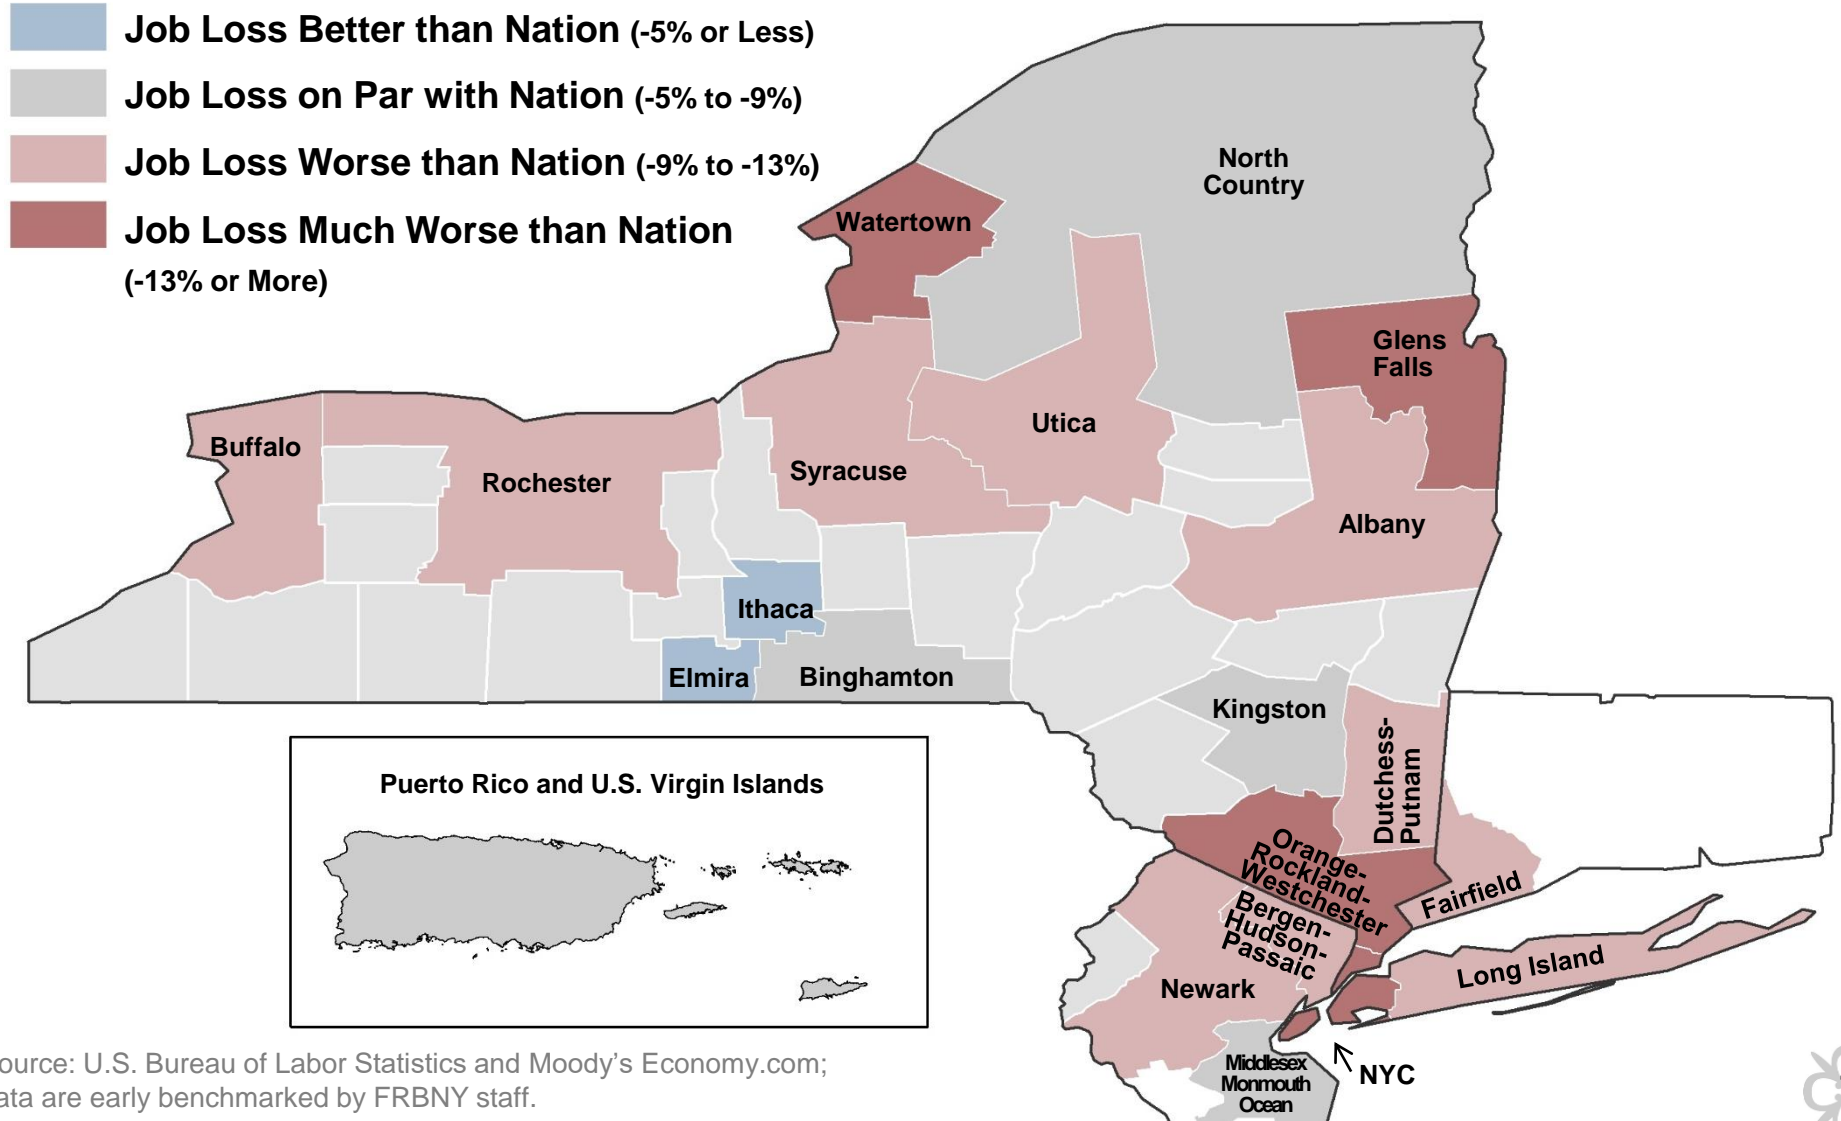 Job Loss Better than Nation (-5% or Less)
Job Loss on Par with Nation (-5% to -9%)
Job Loss Worse than Nation (-9% to -13%)
Job Loss Much Worse than Nation
(-13% or More)
North
Country
Watertown
Glens
Falls
Utica
Buffalo
Rochester
Syracuse
Albany
Ithaca
Elmira
Binghamton
Kingston
Dutchess-
Putnam
Puerto Rico and U.S. Virgin Islands
Orange-
Rockland-
Westchester
Fairfield
Bergen-
Hudson-
Passaic
Long Island
Newark
Middlesex
Monmouth
Ocean
NYC
ource: U.S. Bureau of Labor Statistics and Moody’s Economy.com;
ata are early benchmarked by FRBNY staff.